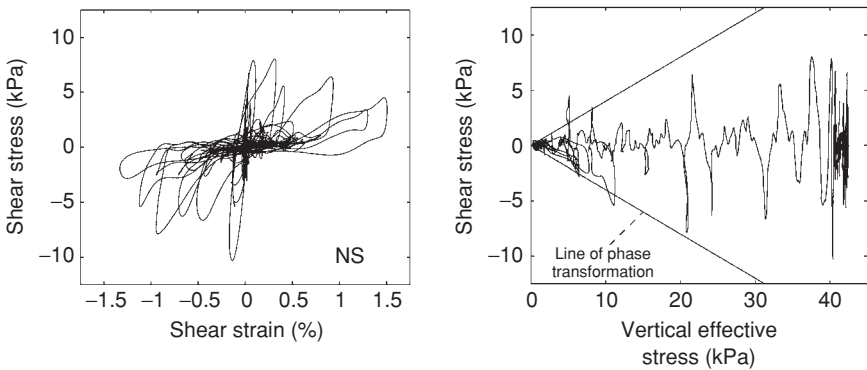 10
5
0
−5
−10
Shear stress (kPa)
−1.5 −1 −0.5 0 0.5 1 1.5
Shear strain (%)
NS
10
5
0
−5
−10
Shear stress (kPa)
Line of phase
transformation
0 10 20 30 40
Vertical effective
stress (kPa)